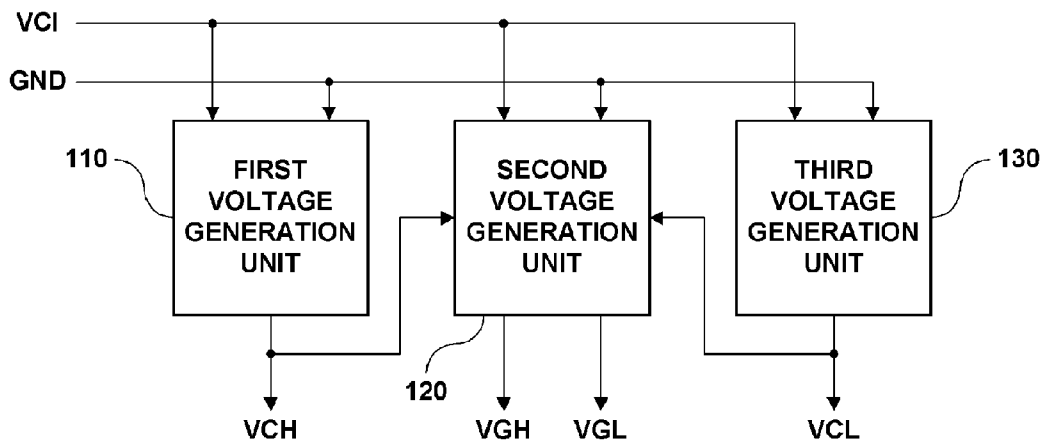 VCI
GND
110
FIRST
VOLTAGE
GENERATION
UNIT
SECOND
VOLTAGE
GENERATION
UNIT
THIRD
VOLTAGE
GENERATION
UNIT
130
120
VCH
VGH
VGL
VCL